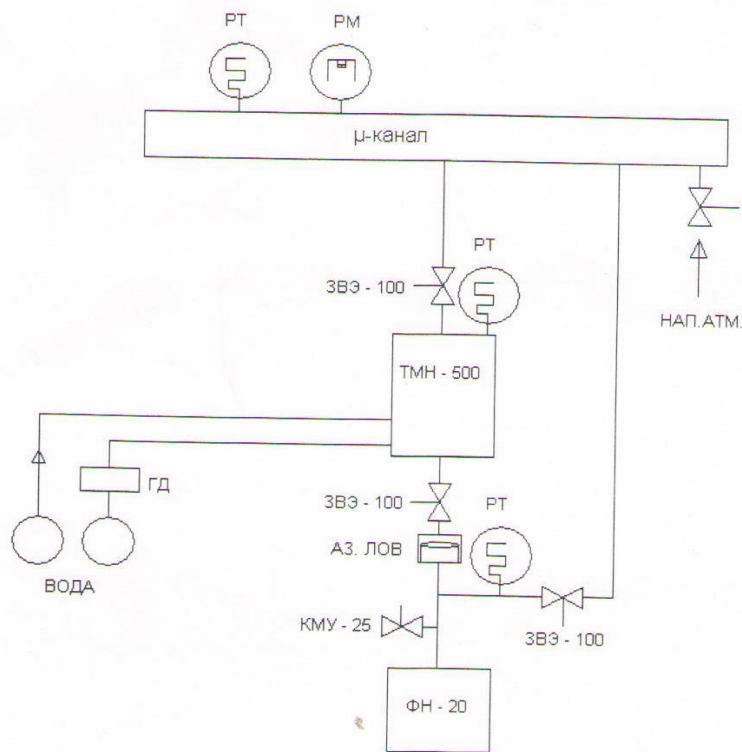 РТ
РМ
μ-канал
ЗВЭ - 100
РТ
НАП.АТМ.
ТМН - 500
ГД
ЗВЭ - 100
РТ
АЗ. ЛОВ
ВОДА
КМУ - 25
ЗВЭ - 100
ФН - 20